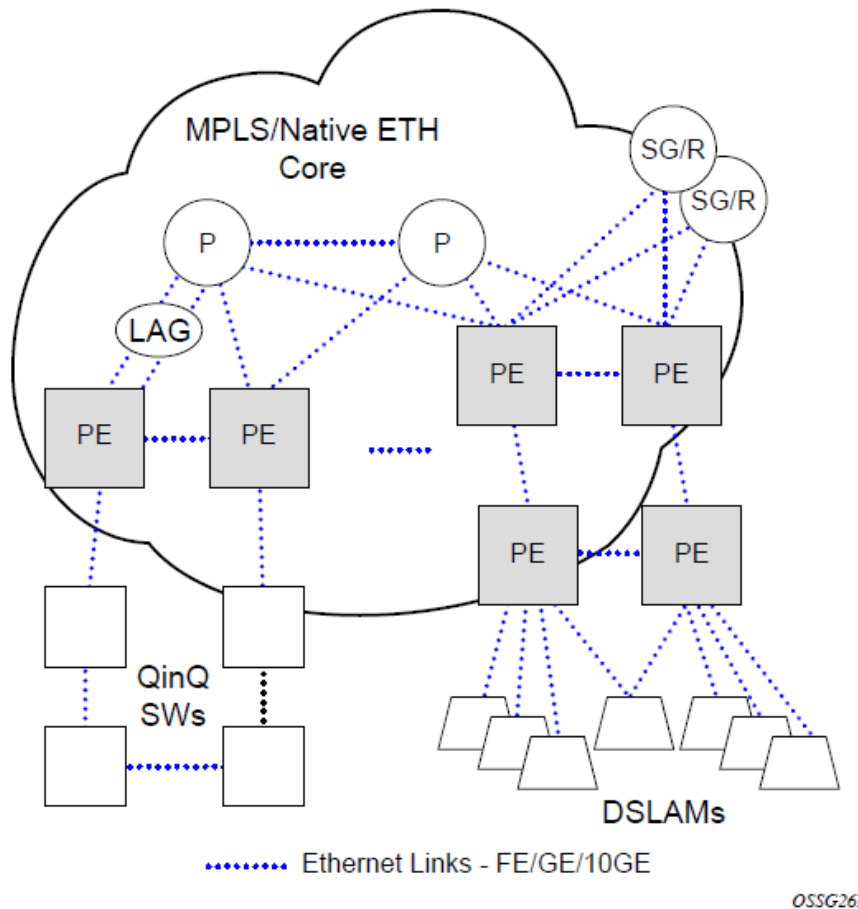 MPLS/Native ETH
Core
SG/R
SG/R
P
P
LAG
PE
PE
PE
PE
PE
PE
QinQ
SWs
DSLAMs
Ethernet Links - FE/GE/10GE